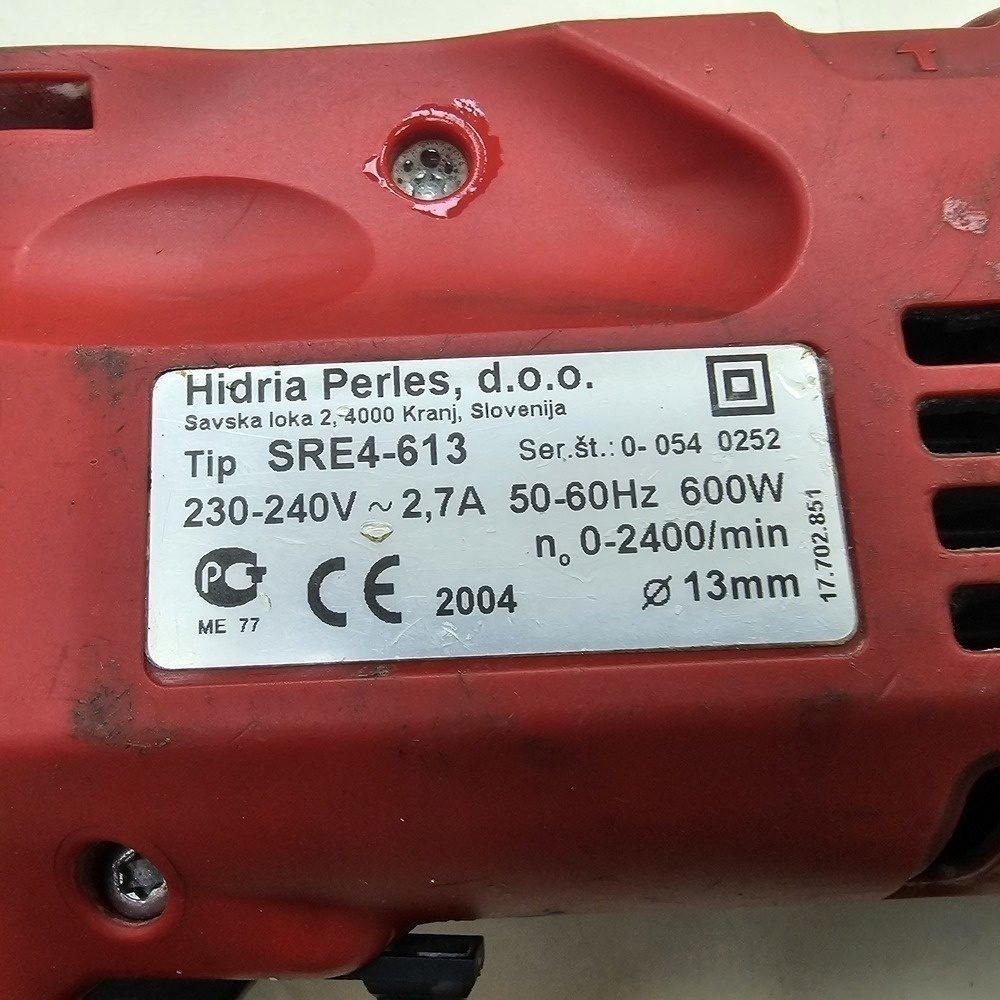 Hidria Perles, d.o.o.
Savska loka 2, 4000 Kranj, Slovenija
Tip SRE4-613 Ser.št.: 0- 054 0252
230-240V ~ 2,7A 50-60Hz 600W
n₀ 0-2400/min
PCT CE 2004 ⌀ 13mm
ME 77
17.702.851